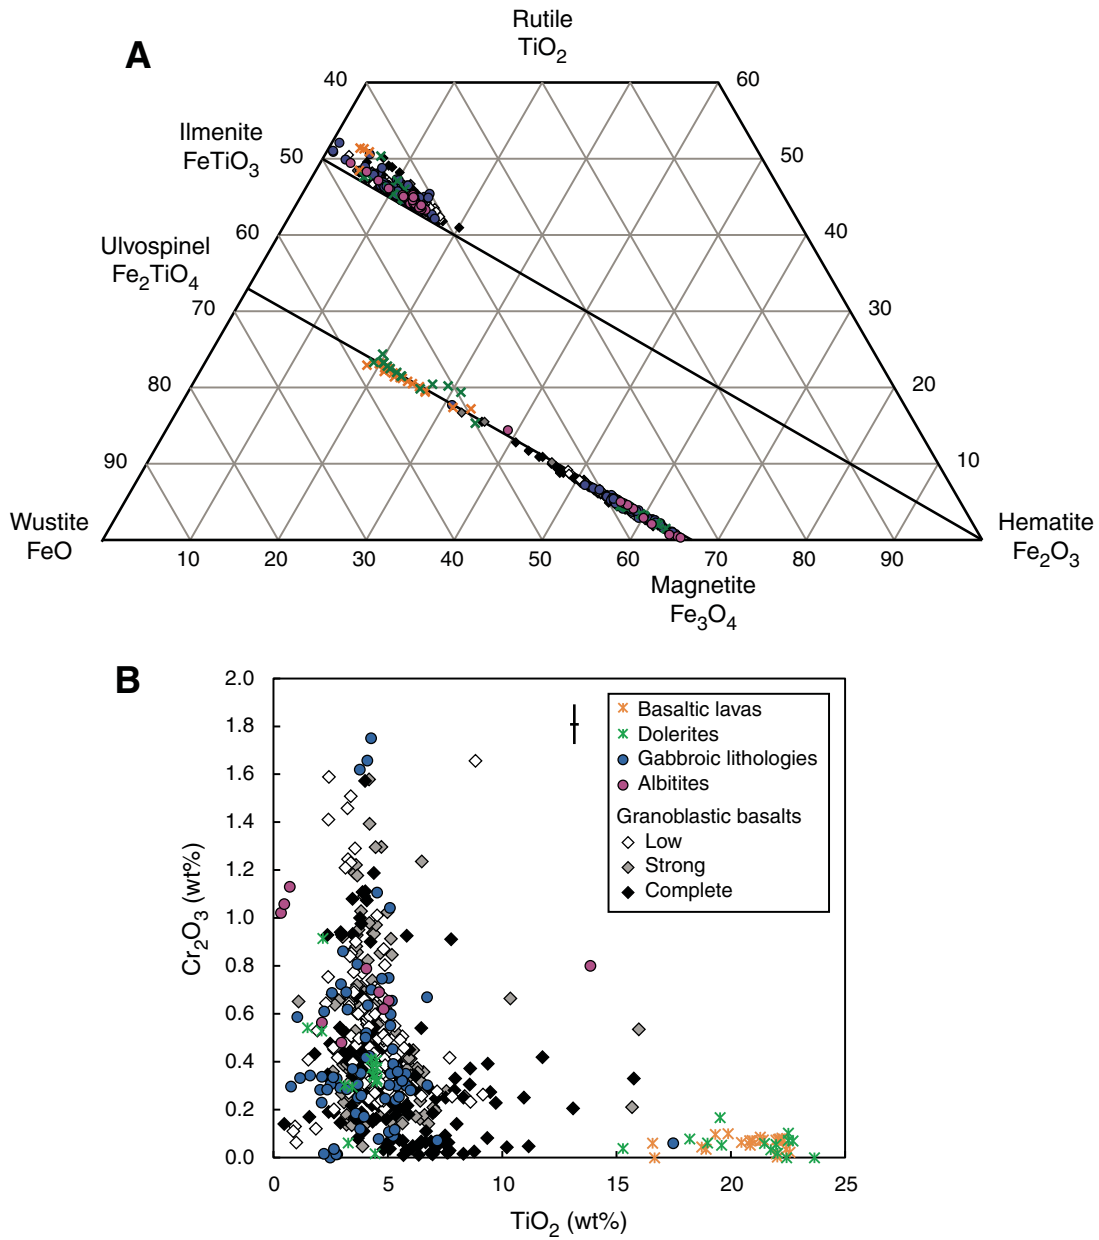 A
Rutile
TiO2
40
60
Ilmenite
FeTiO3
50
50
Ulvospinel
Fe2TiO4
60
40
70
30
80
20
90
10
Wustite
FeO
Hematite
Fe2O3
10 20 30 40 50 60 70 80 90
Magnetite
Fe3O4
B
2.0
1.8
1.6
1.4
1.2
1.0
0.8
0.6
0.4
0.2
0.0
Cr2O3 (wt%)
Basaltic lavas
Dolerites
Gabbroic lithologies
Albitites
Granoblastic basalts
Low
Strong
Complete
0 5 10 15 20 25
TiO2 (wt%)